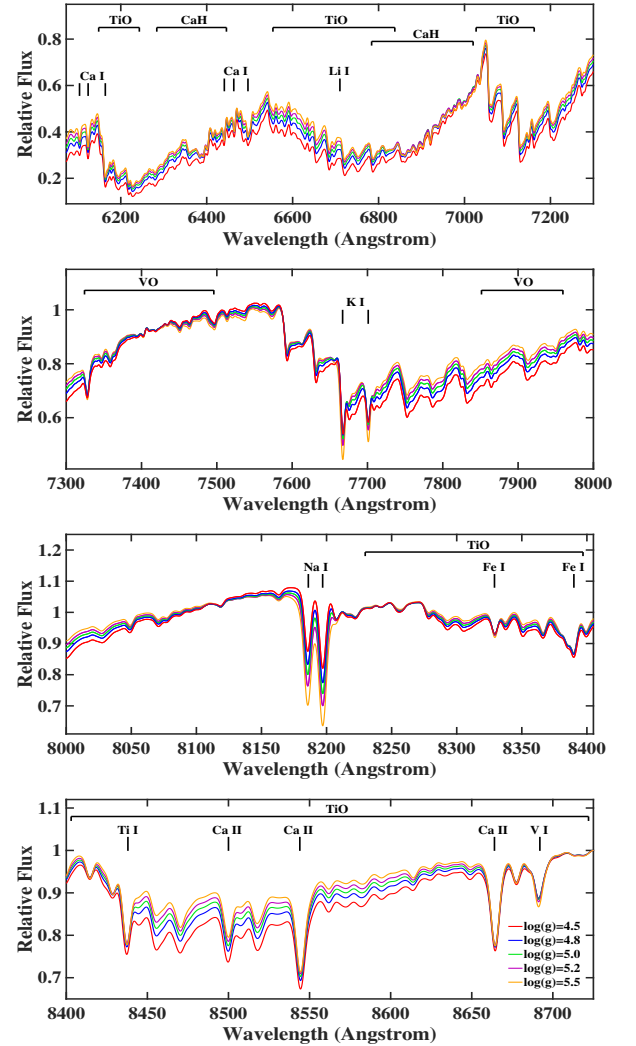 TiO CaH TiO TiO
CaH
Ca I Ca I Li I
0.8
0.6
0.4
0.2
Relative Flux
6200 6400 6600 6800 7000 7200
Wavelength (Angstrom)
VO VO
K I
1
0.8
0.6
Relative Flux
7300 7400 7500 7600 7700 7800 7900 8000
Wavelength (Angstrom)
TiO
Na I Fe I Fe I
1.2
1.1
1
0.9
0.8
0.7
Relative Flux
8000 8050 8100 8150 8200 8250 8300 8350 8400
Wavelength (Angstrom)
TiO
Ti I Ca II Ca II Ca II V I
1.1
1
0.9
0.8
0.7
Relative Flux
log(g)=4.5
log(g)=4.8
log(g)=5.0
log(g)=5.2
log(g)=5.5
8400 8450 8500 8550 8600 8650 8700
Wavelength (Angstrom)